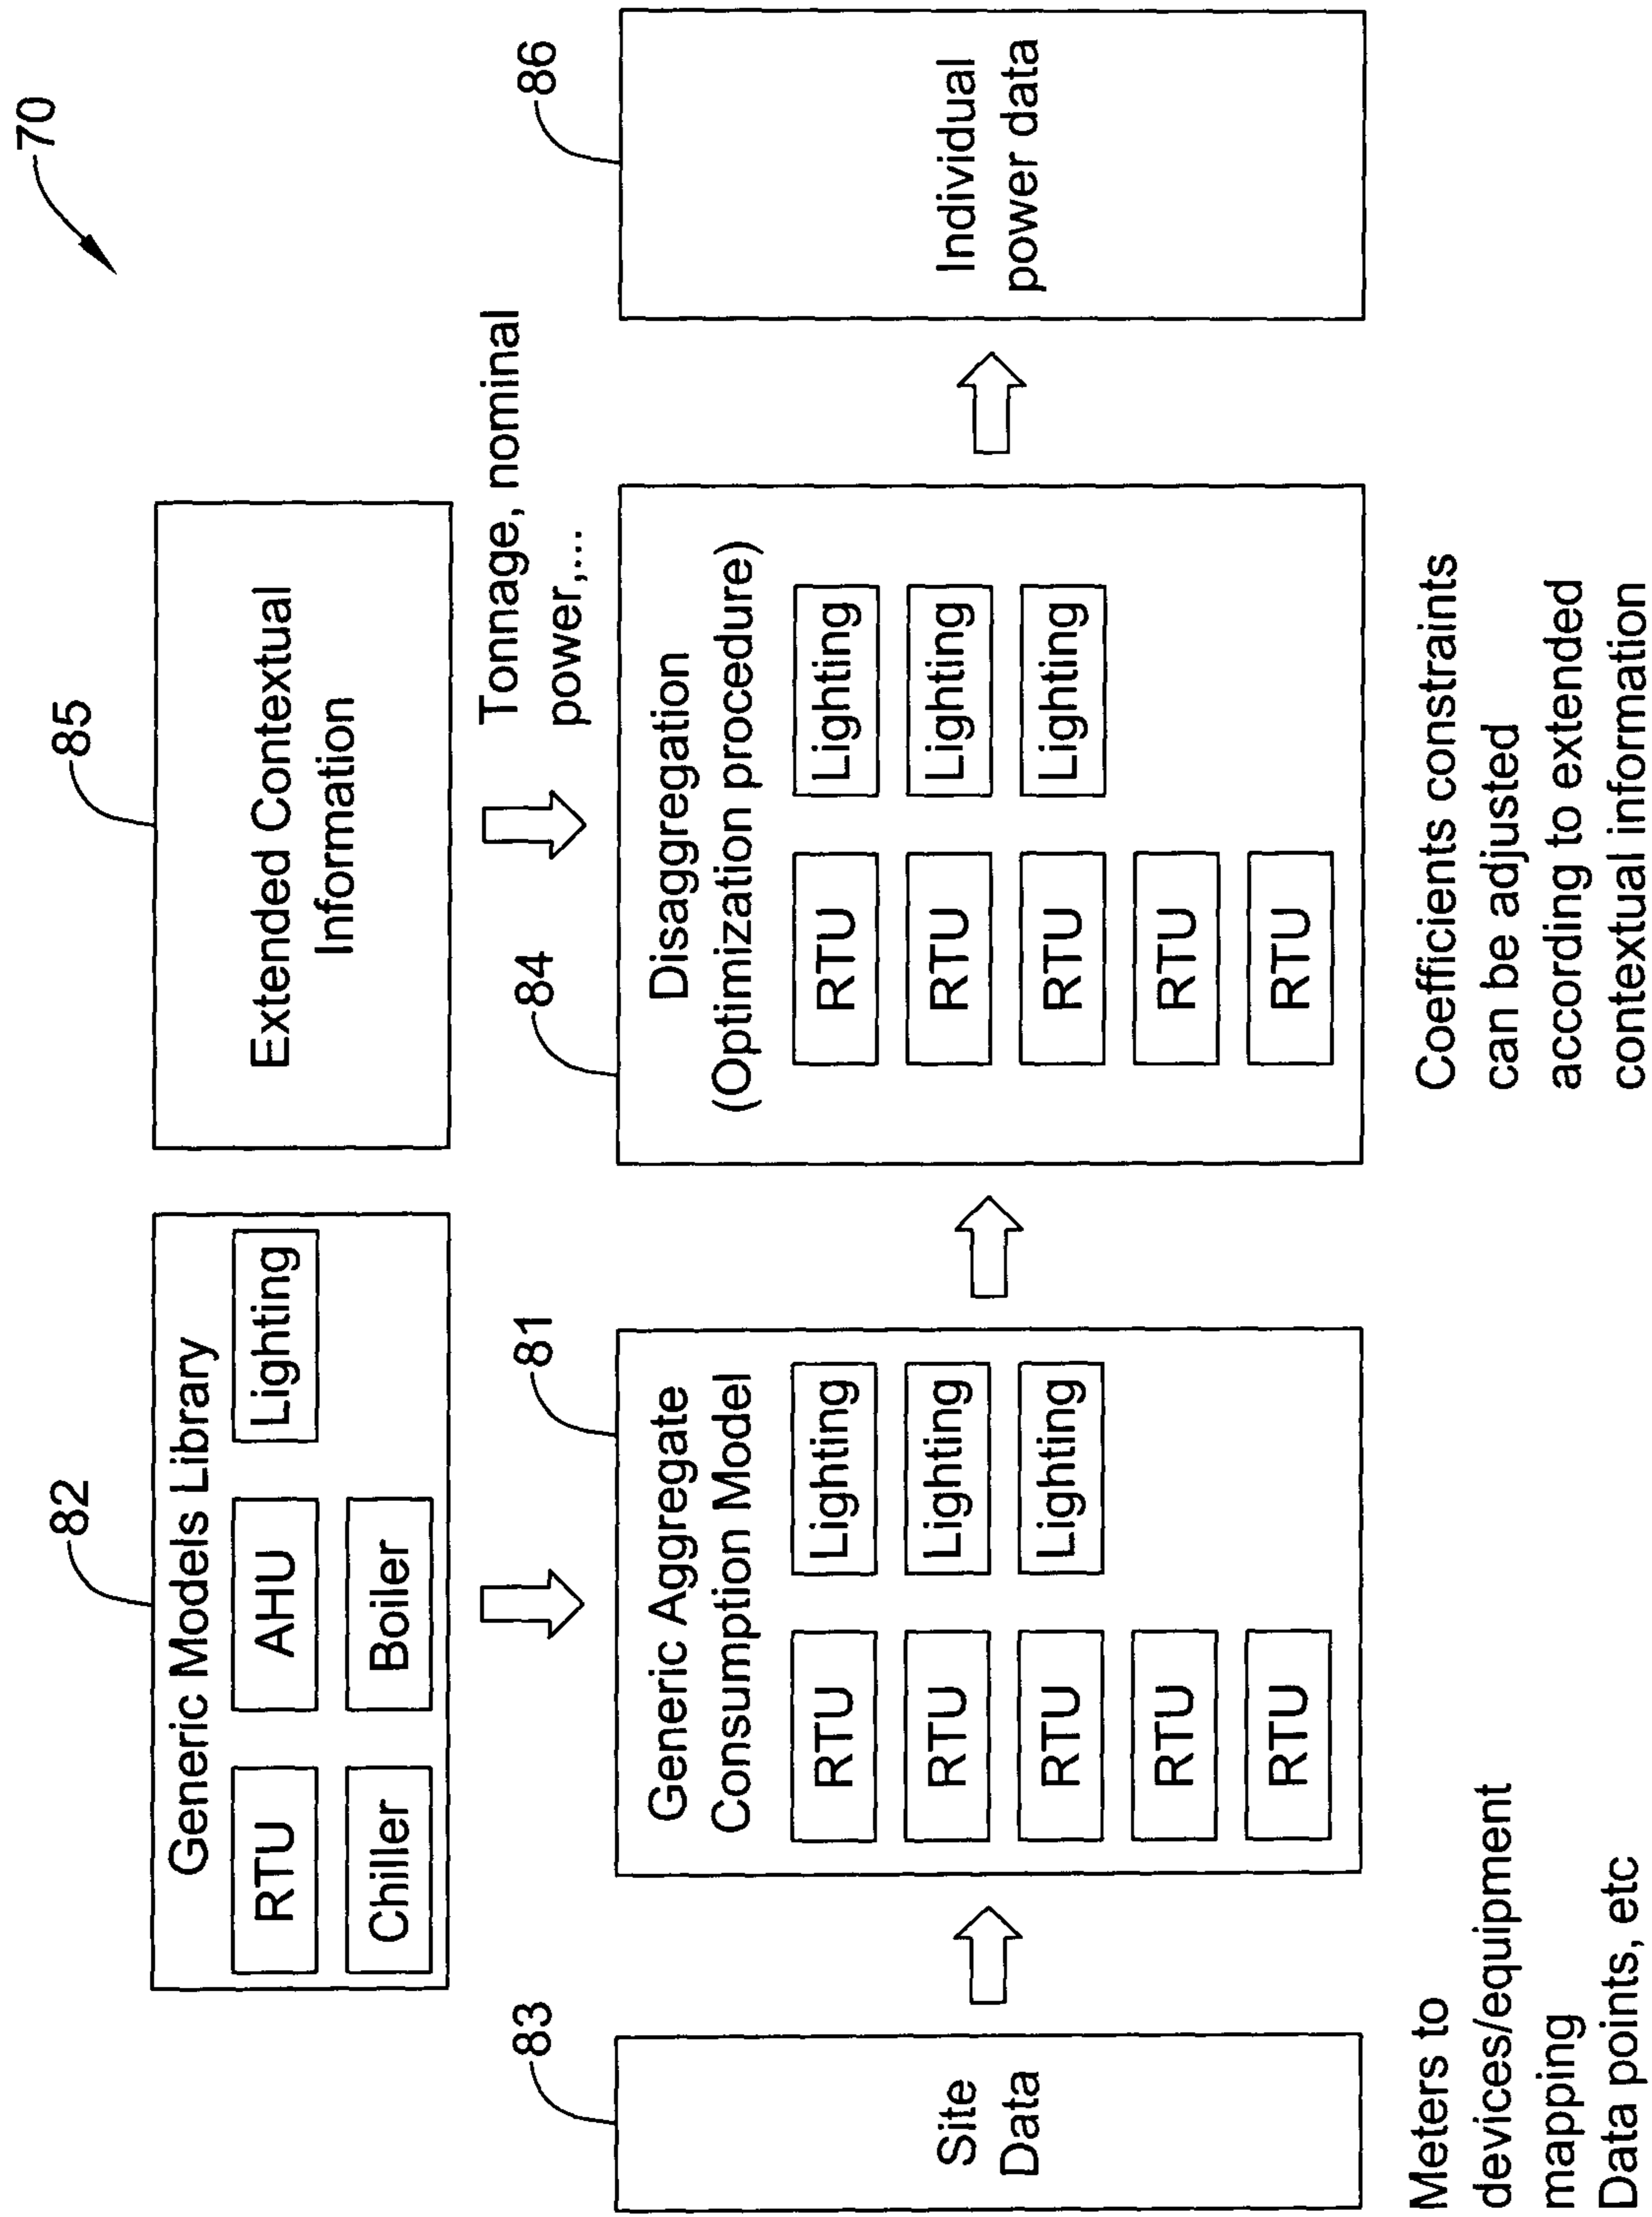 70
82
Generic Models Library
RTU
AHU
Lighting
Chiller
Boiler
85
Extended Contextual
Information
Tonnage, nominal
power,...
83
Site
Data
Meters to
devices/equipment
mapping
Data points, etc
81
Generic Aggregate
Consumption Model
RTU
Lighting
RTU
Lighting
RTU
Lighting
RTU
RTU
84
Disaggregation
(Optimization procedure)
RTU
Lighting
RTU
Lighting
RTU
Lighting
RTU
RTU
Coefficients constraints
can be adjusted
according to extended
contextual information
86
Individual
power data